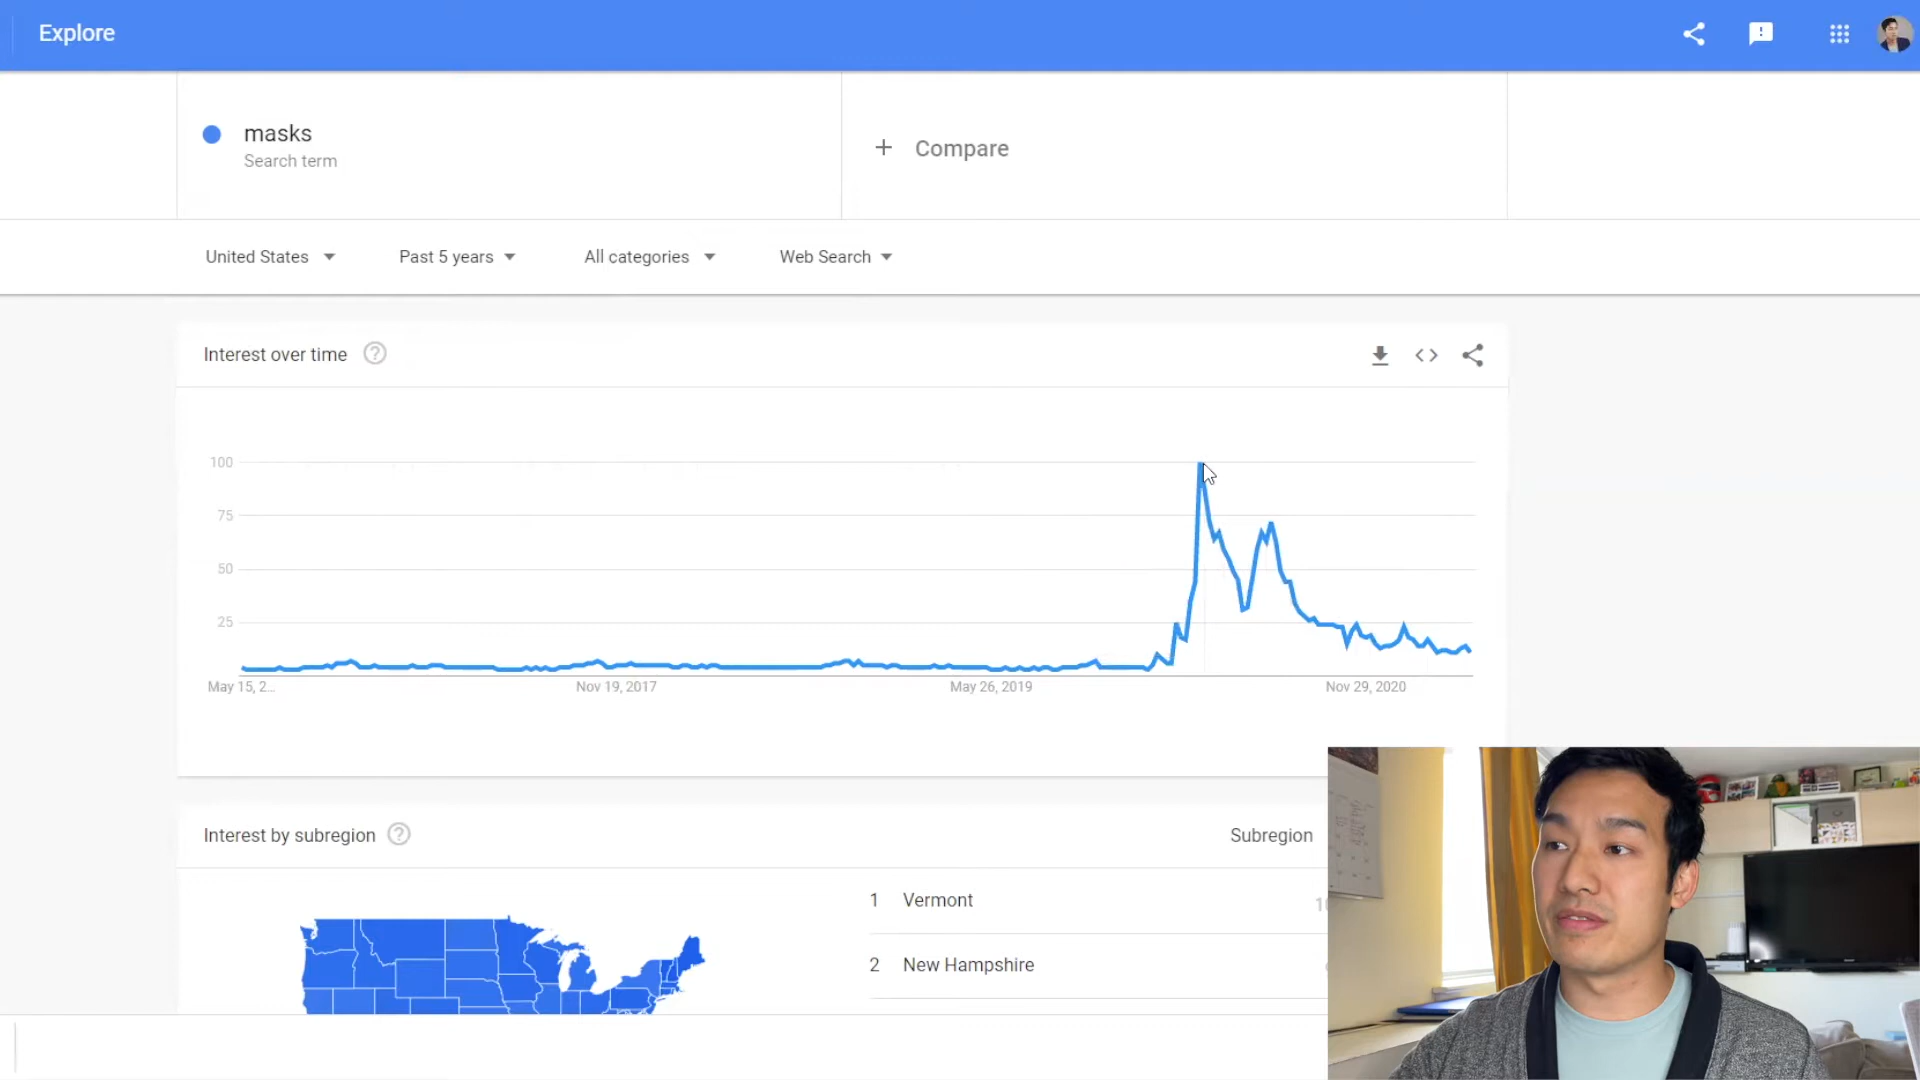 Explore
masks
Search term
+ Compare
United States
Past 5 years
All categories
Web Search
Interest over time
100
75
50
25
May 15, 2...
Nov 19, 2017
May 26, 2019
Nov 29, 2020
Interest by subregion
Subregion
1 Vermont
2 New Hampshire